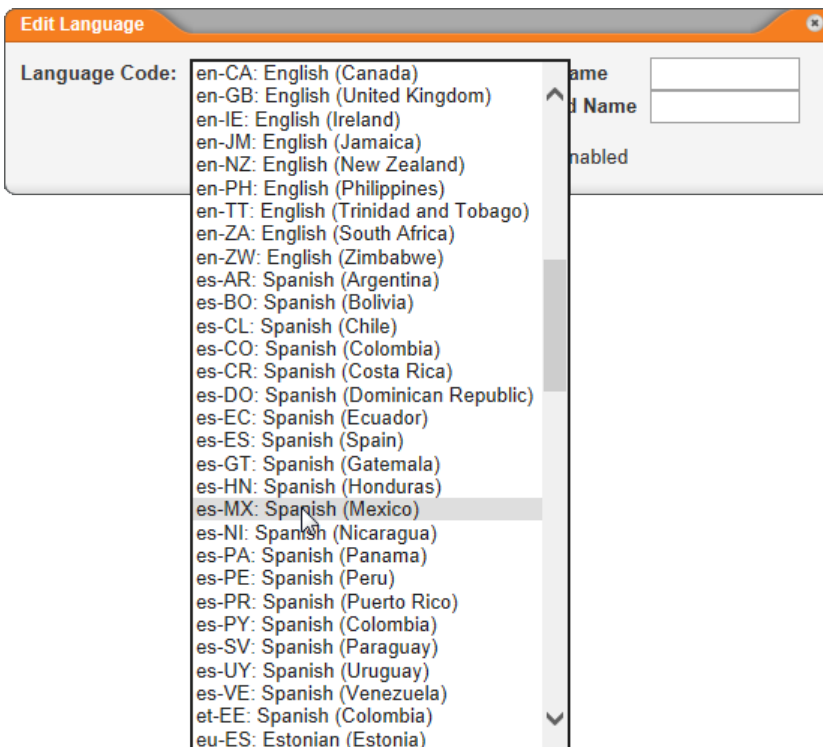 Edit Language
Language Code:
en-CA: English (Canada)
en-GB: English (United Kingdom)
en-IE: English (Ireland)
en-JM: English (Jamaica)
en-NZ: English (New Zealand)
en-PH: English (Philippines)
en-TT: English (Trinidad and Tobago)
en-ZA: English (South Africa)
en-ZW: English (Zimbabwe)
es-AR: Spanish (Argentina)
es-BO: Spanish (Bolivia)
es-CL: Spanish (Chile)
es-CO: Spanish (Colombia)
es-CR: Spanish (Costa Rica)
es-DO: Spanish (Dominican Republic)
es-EC: Spanish (Ecuador)
es-ES: Spanish (Spain)
es-GT: Spanish (Gatemala)
es-HN: Spanish (Honduras)
es-MX: Spanish (Mexico)
es-NI: Spanish (Nicaragua)
es-PA: Spanish (Panama)
es-PE: Spanish (Peru)
es-PR: Spanish (Puerto Rico)
es-PY: Spanish (Colombia)
es-SV: Spanish (Paraguay)
es-UY: Spanish (Uruguay)
es-VE: Spanish (Venezuela)
et-EE: Spanish (Colombia)
eu-ES: Estonian (Estonia)
ame
d Name
nabled